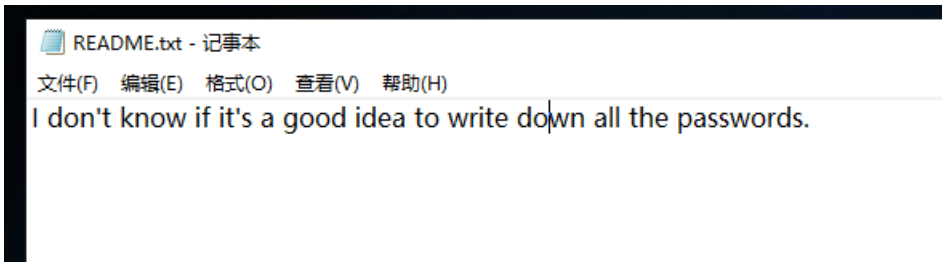 README.txt - 记事本
文件(F) 编辑(E) 格式(O) 查看(V) 帮助(H)
I don't know if it's a good idea to write down all the passwords.